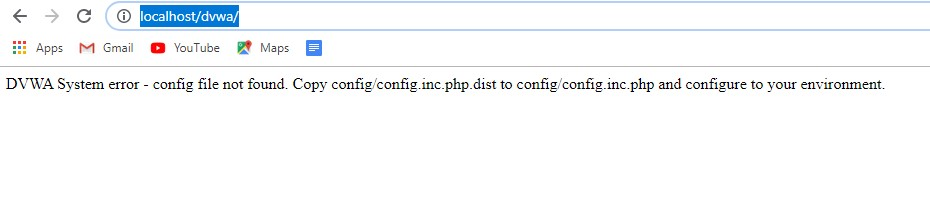 localhost/dvwa/
Apps Gmail YouTube Maps
DVWA System error - config file not found. Copy config/config.inc.php.dist to config/config.inc.php and configure to your environment.